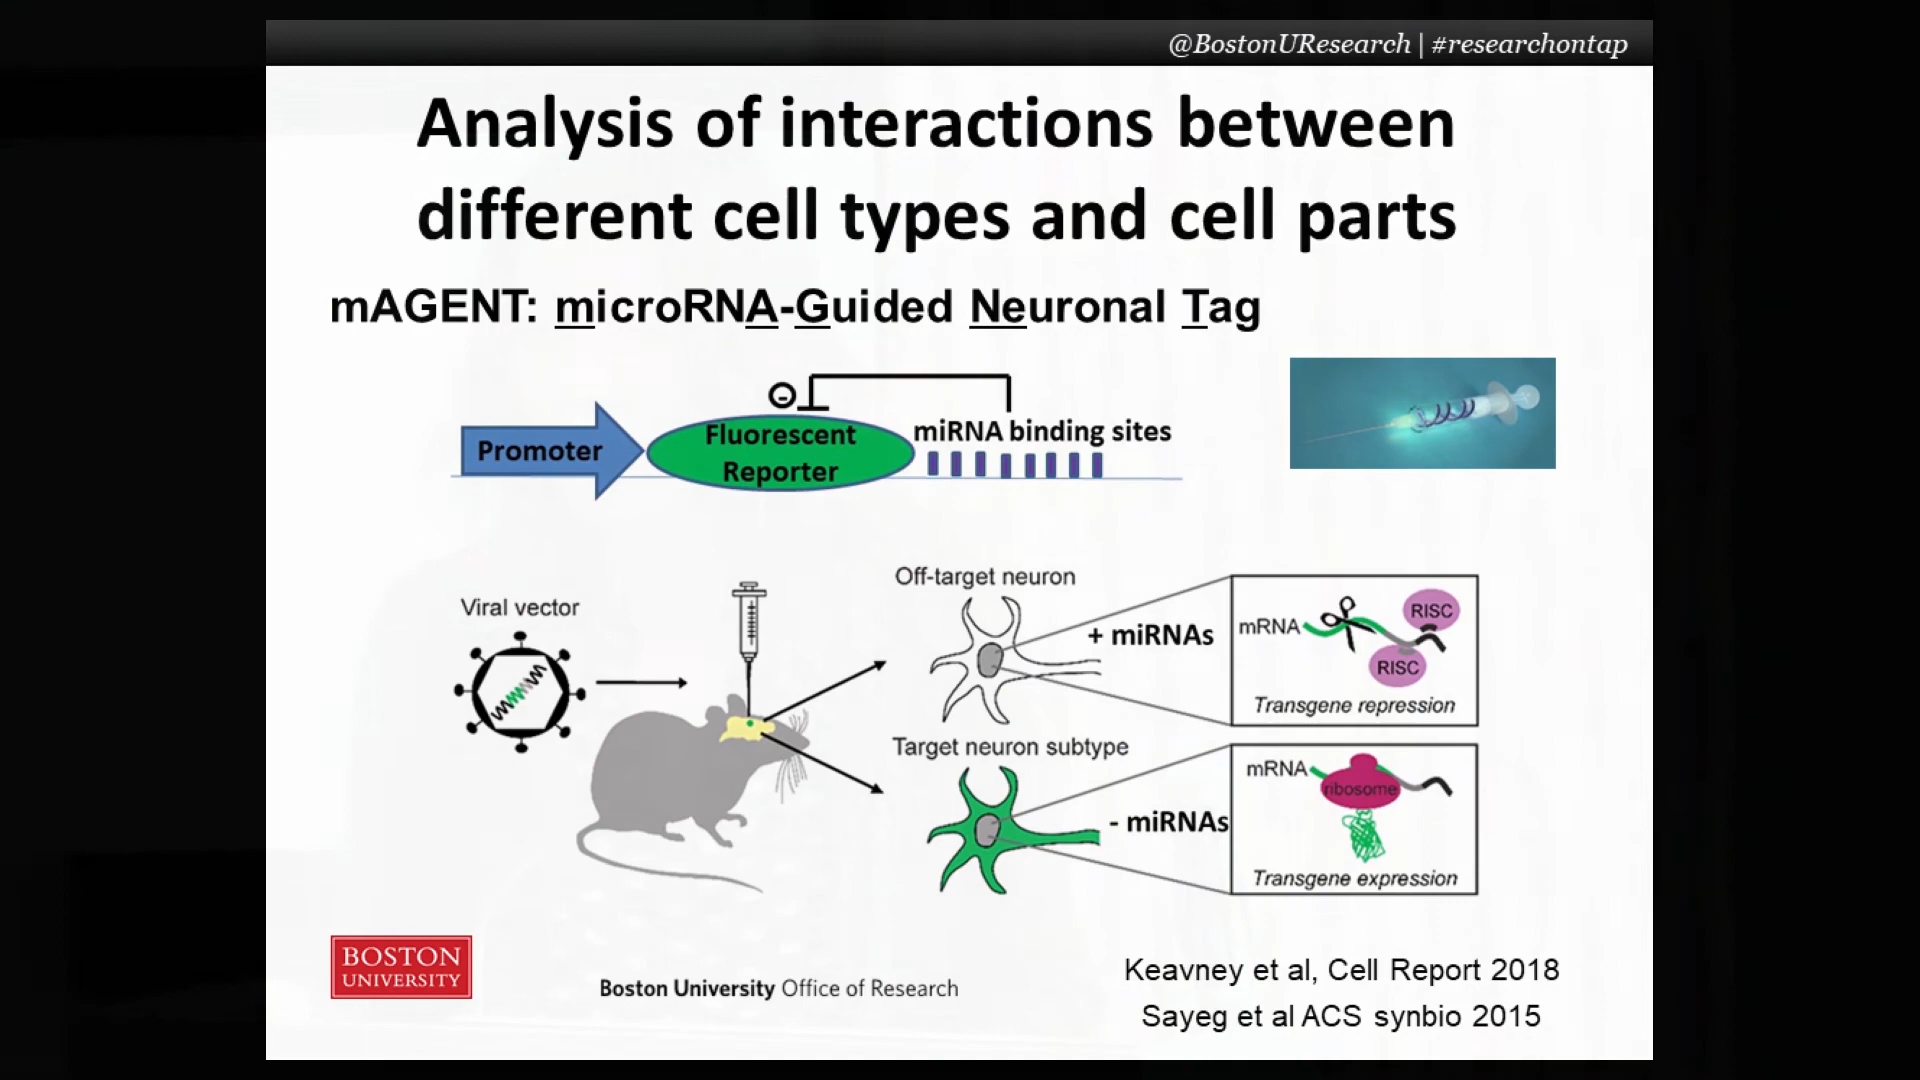 @BostonUResearch | #researchontap
Analysis of interactions between
different cell types and cell parts
mAGENT: microRNA-Guided Neuronal Tag
-
Promoter
Fluorescent
Reporter
miRNA binding sites
Viral vector
Off-target neuron
+ miRNAs
mRNA
RISC
RISC
Transgene repression
Target neuron subtype
- miRNAs
mRNA
ribosome
Transgene expression
BOSTON
UNIVERSITY
Boston University Office of Research
Keavney et al, Cell Report 2018
Sayeg et al ACS synbio 2015